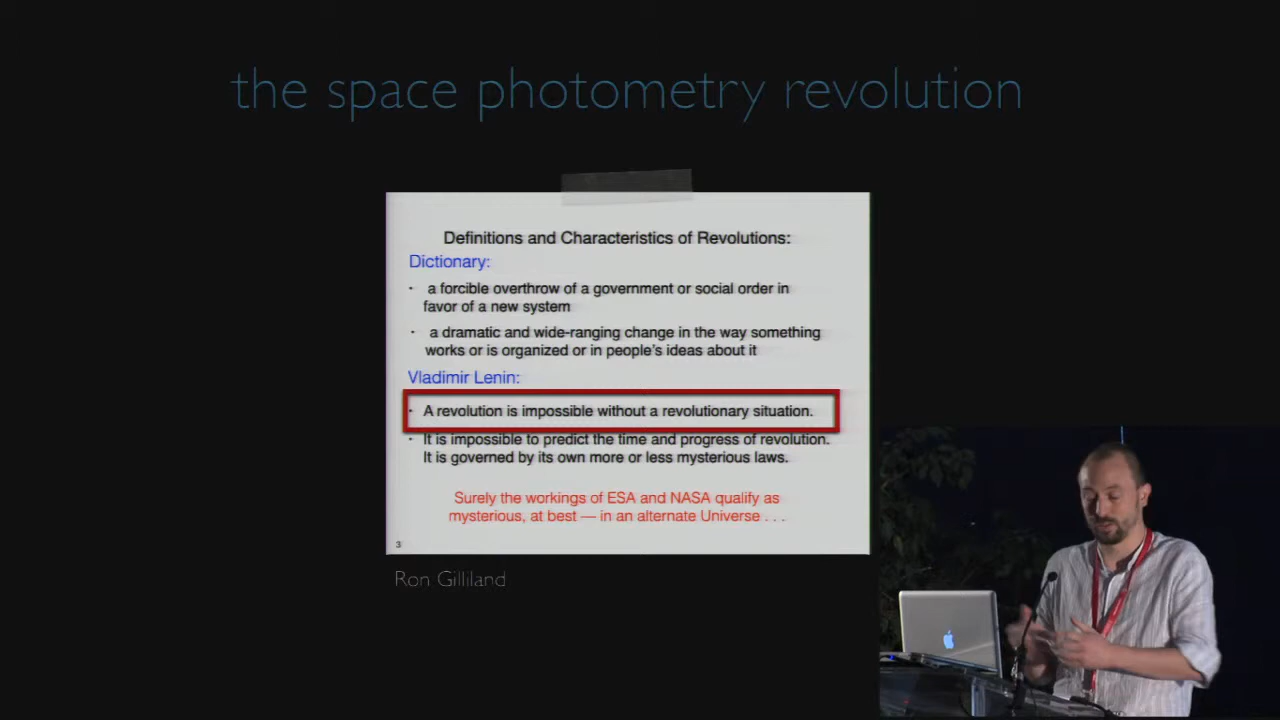 the space photometry revolution
Definitions and Characteristics of Revolutions:
Dictionary:
· a forcible overthrow of a government or social order in
favor of a new system
· a dramatic and wide-ranging change in the way something
works or is organized or in people's ideas about it
Vladimir Lenin:
· A revolution is impossible without a revolutionary situation.
· It is impossible to predict the time and progress of revolution.
It is governed by its own more or less mysterious laws.
Surely the workings of ESA and NASA qualify as
mysterious, at best — in an alternate Universe . . .
3
Ron Gilliland